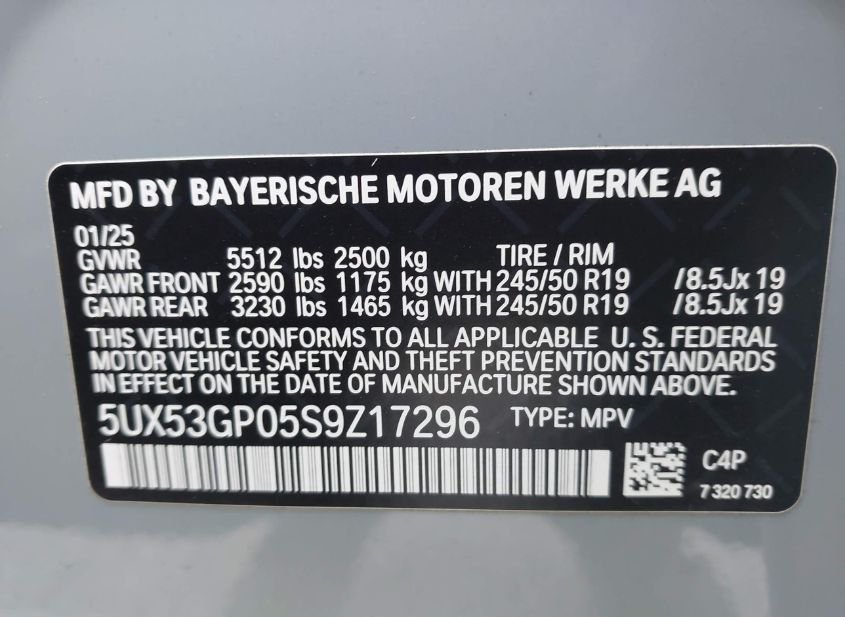 MFD BY BAYERISCHE MOTOREN WERKE AG
01/25
GVWR 5512 lbs 2500 kg TIRE / RIM
GAWR FRONT 2590 lbs 1175 kg WITH 245/50 R19 /8.5Jx 19
GAWR REAR 3230 lbs 1465 kg WITH 245/50 R19 /8.5Jx 19
THIS VEHICLE CONFORMS TO ALL APPLICABLE U. S. FEDERAL
MOTOR VEHICLE SAFETY AND THEFT PREVENTION STANDARDS
IN EFFECT ON THE DATE OF MANUFACTURE SHOWN ABOVE.
5UX53GP05S9Z17296 TYPE: MPV
C4P
7 320 730